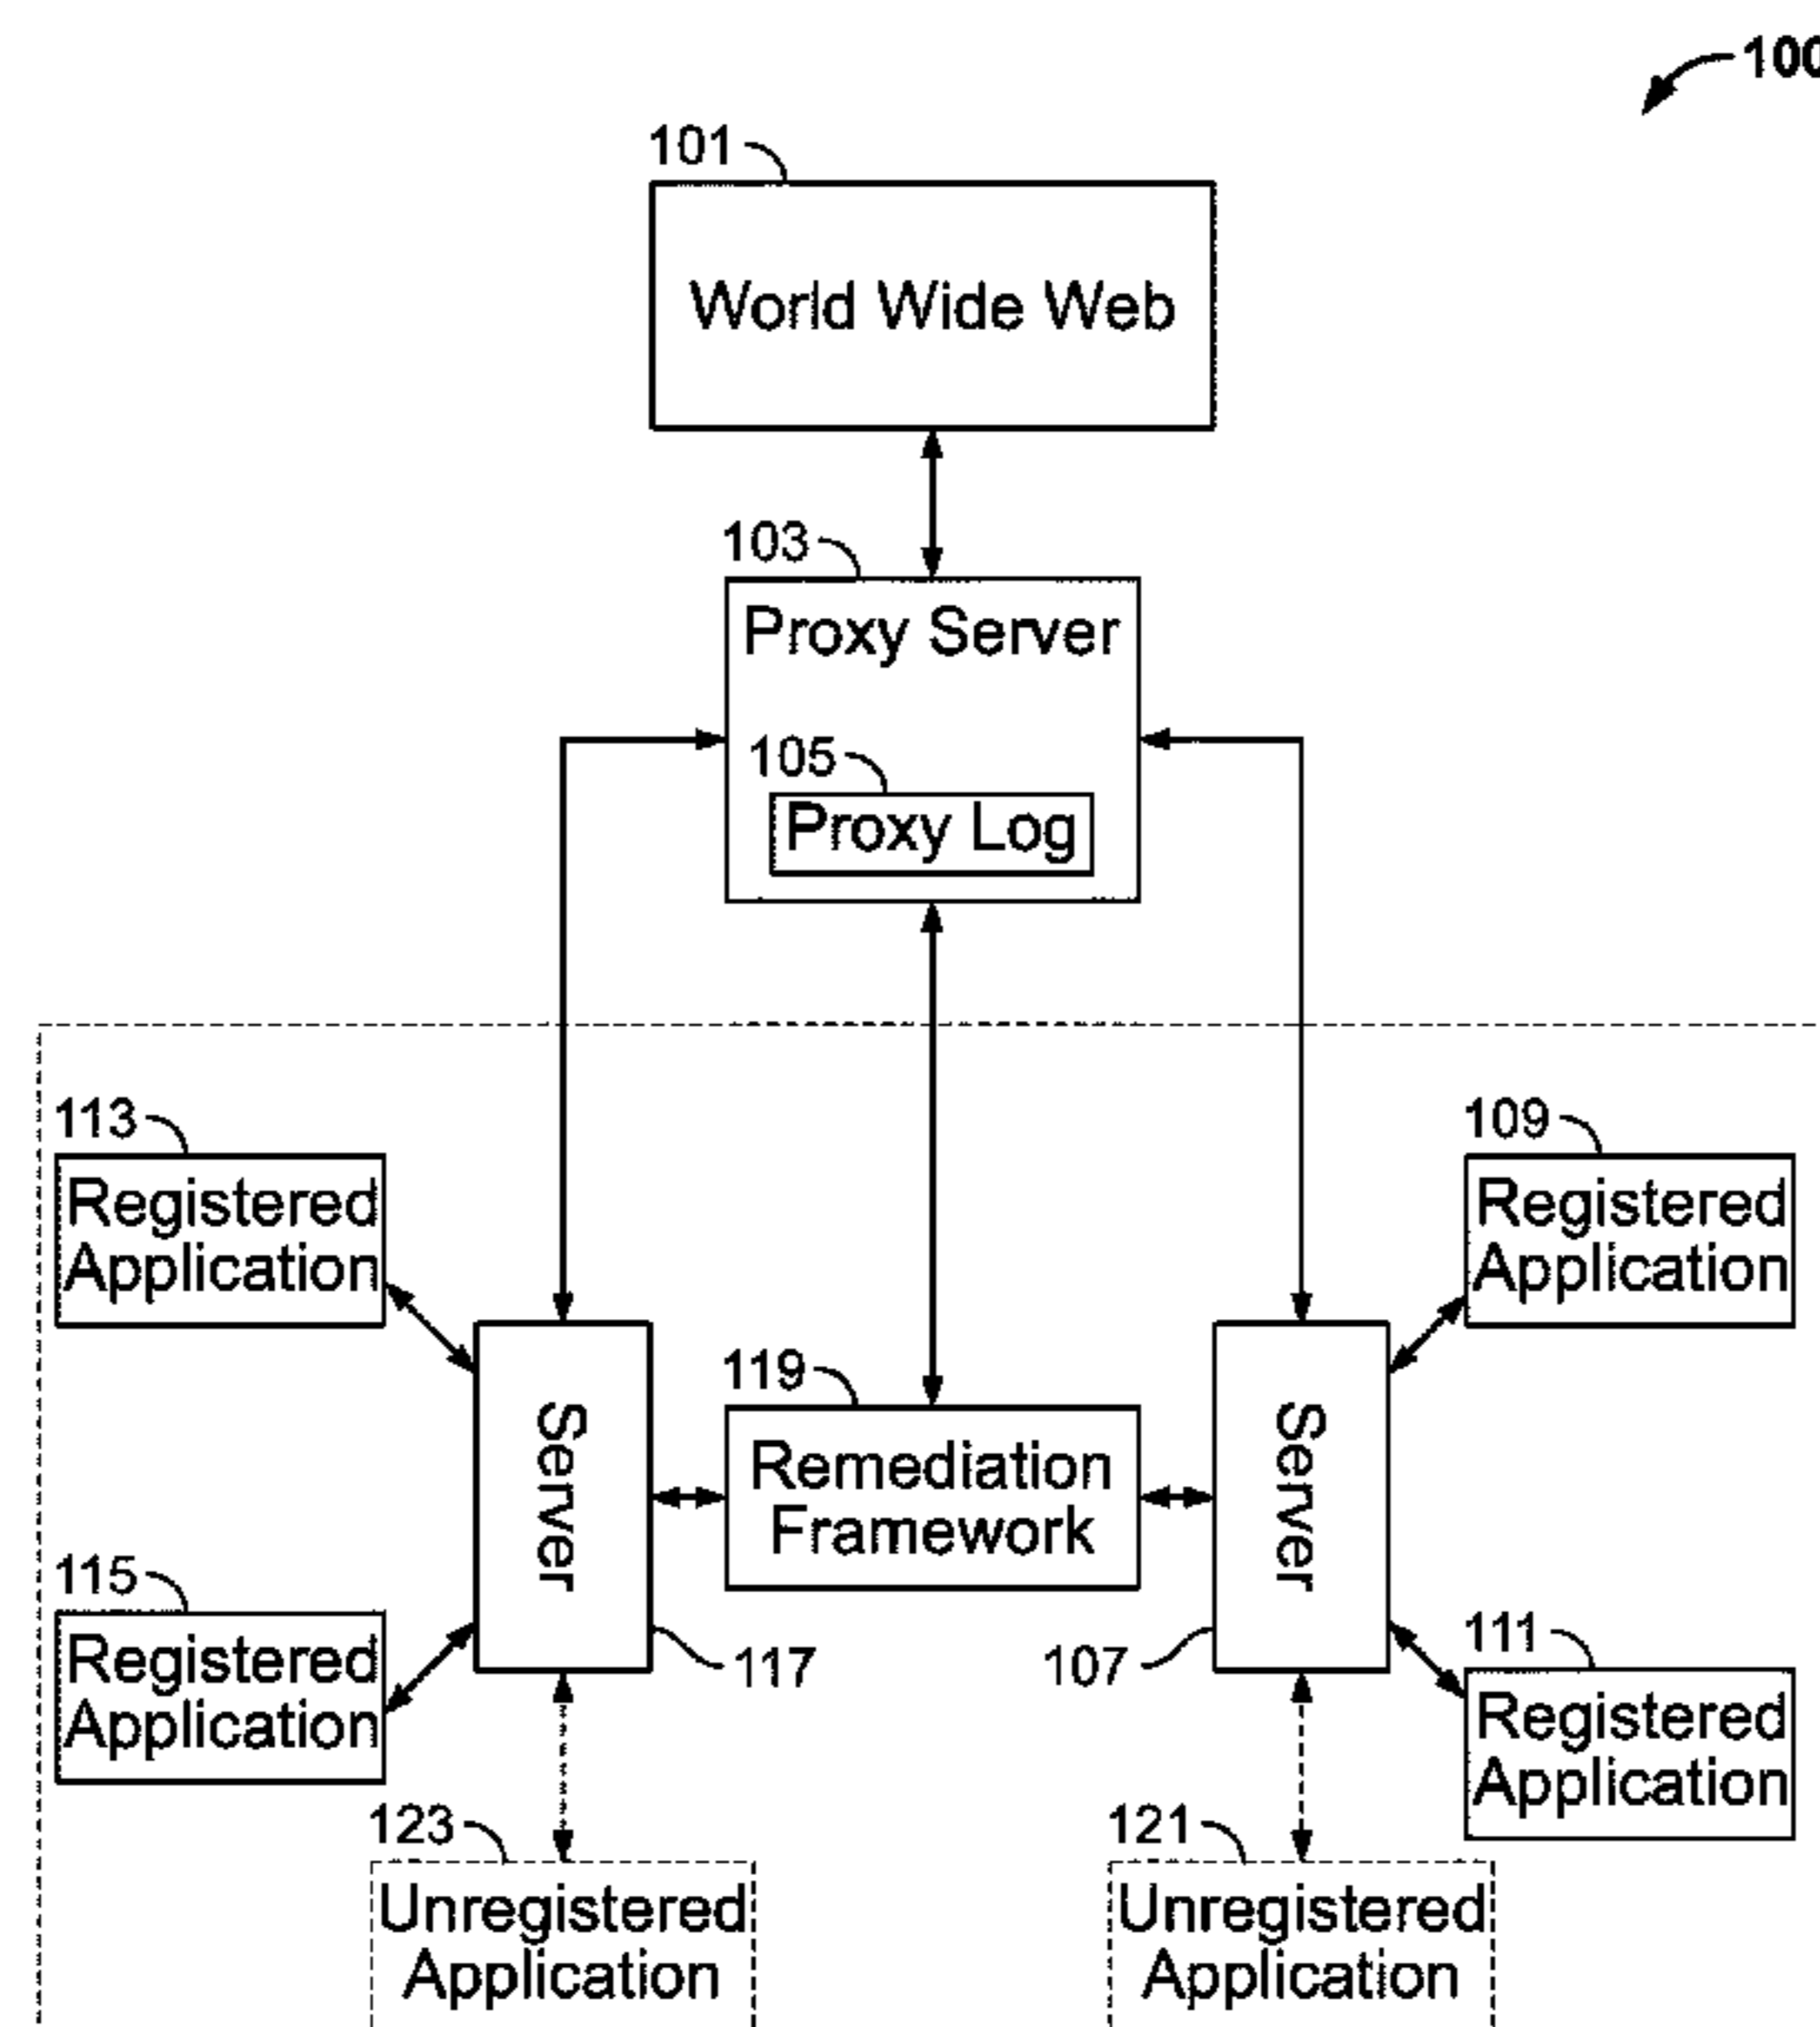 100
101
World Wide Web
103
Proxy Server
105
Proxy Log
113
Registered
Application
109
Registered
Application
Server
119
Remediation
Framework
Server
115
Registered
Application
117
107
111
Registered
Application
123
Unregistered
Application
121
Unregistered
Application